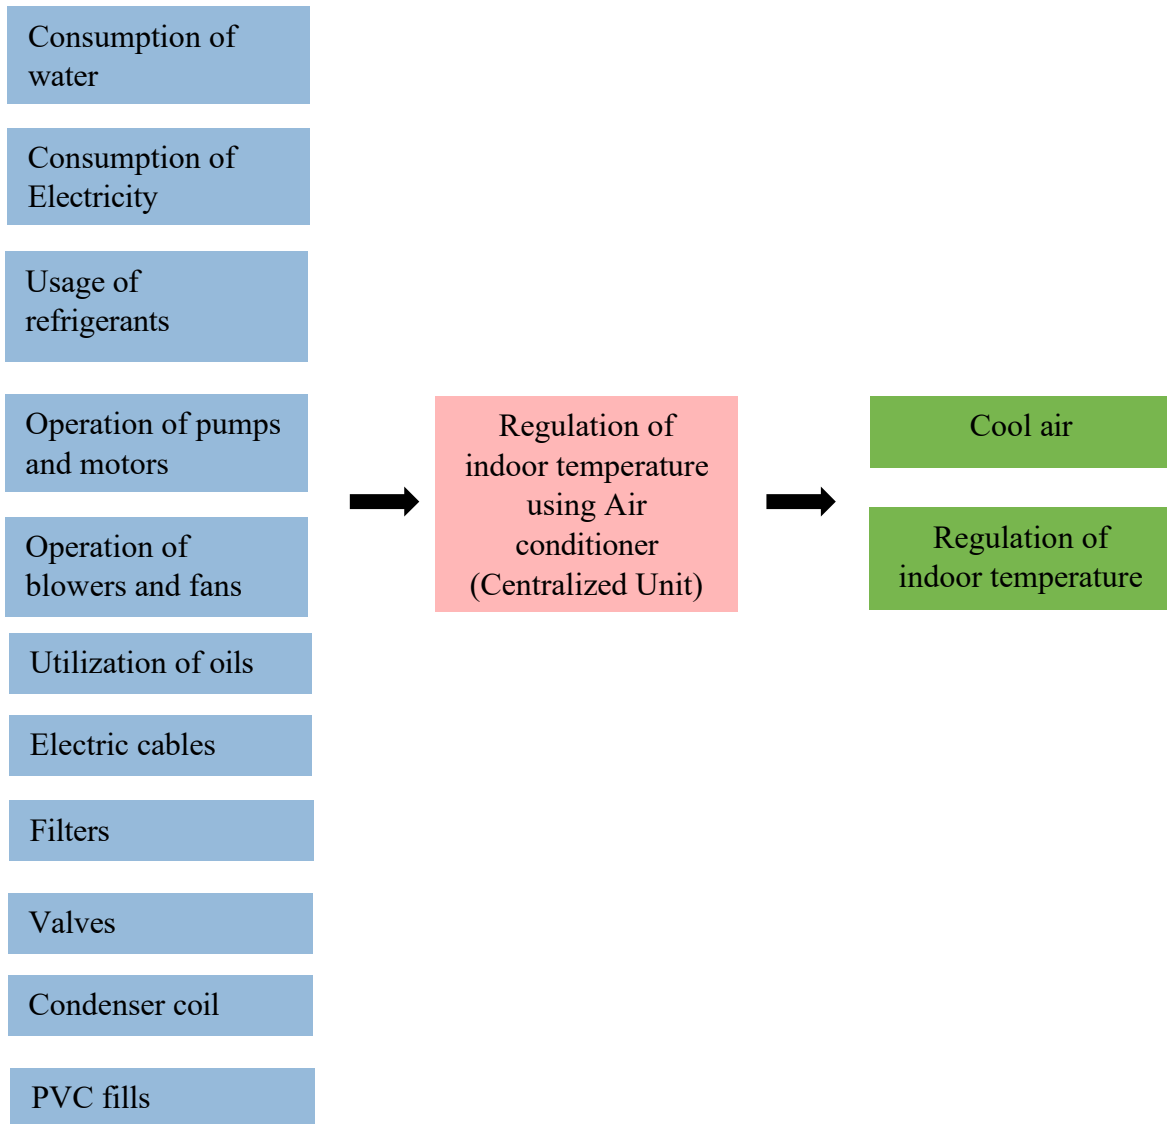 Consumption of
water
Consumption of
Electricity
Usage of
refrigerants
Operation of pumps
and motors
Operation of
blowers and fans
Utilization of oils
Electric cables
Filters
Valves
Condenser coil
PVC fills
Regulation of
indoor temperature
using Air
conditioner
(Centralized Unit)
Cool air
Regulation of
indoor temperature